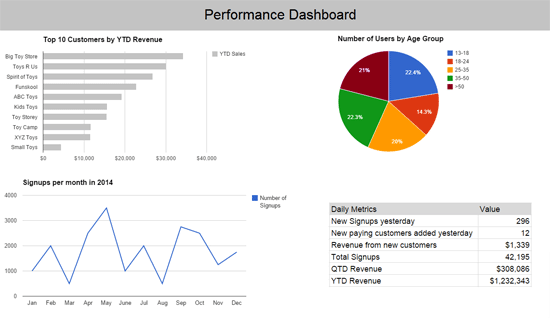 Performance Dashboard
Top 10 Customers by YTD Revenue
Big Toy Store
Toys R Us
Spirit of Toys
Funskool
ABC Toys
Kids Toys
Toy Storey
Toy Camp
XYZ Toys
Small Toys
$0
$10,000
$20,000
$30,000
$40,000
YTD Sales
Number of Users by Age Group
22.4%
14.3%
20%
22.3%
21%
13-18
18-24
25-35
35-50
>50
Signups per month in 2014
4000
3000
2000
1000
0
Jan
Feb
Mar
Apr
May
June
July
Aug
Sep
Oct
Nov
Dec
Number of
Signups
Daily Metrics Value
New Signups yesterday 296
New paying customers added yesterday 12
Revenue from new customers $1,339
Total Signups 42,195
QTD Revenue $308,086
YTD Revenue $1,232,343